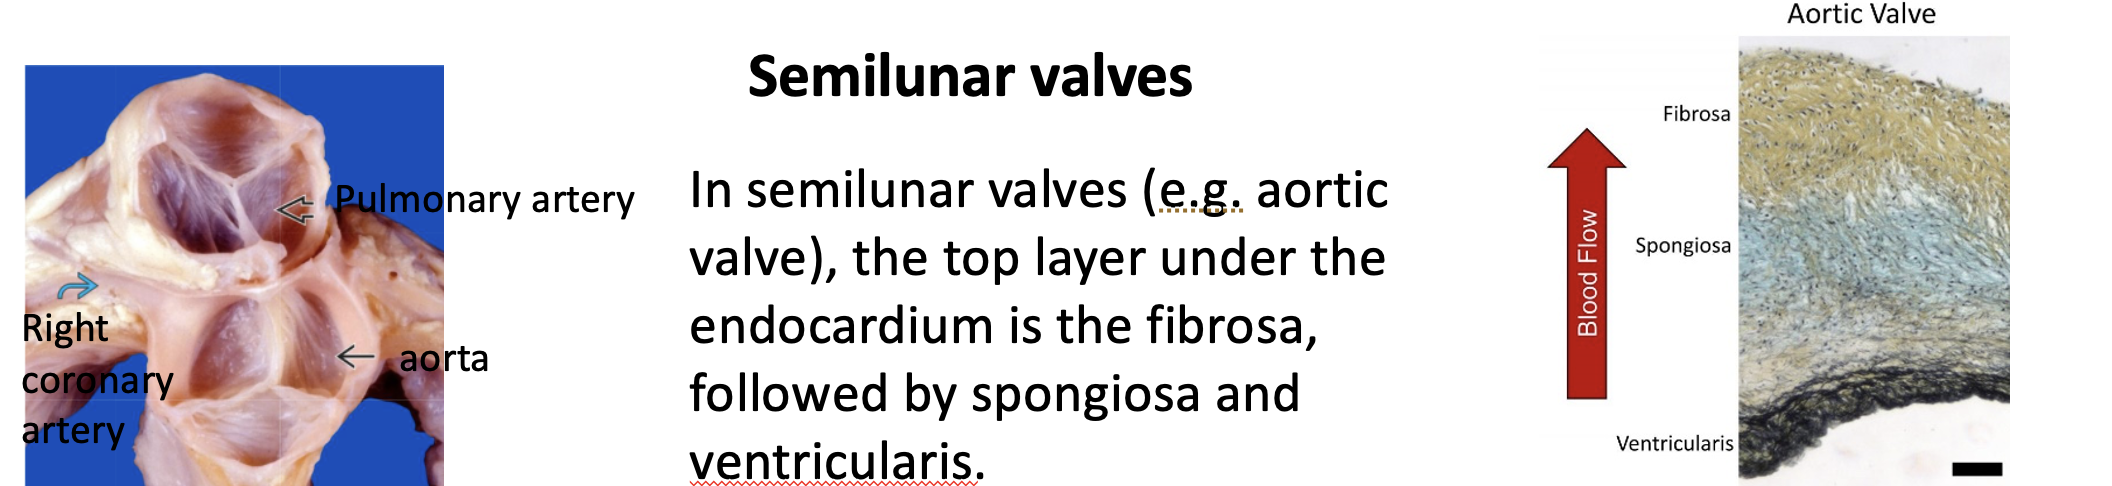 Semilunar valves
Pulmonary artery
Right
coronary
artery
aorta
In semilunar valves (e.g. aortic
valve), the top layer under the
endocardium is the fibrosa,
followed by spongiosa and
ventricularis.
Aortic Valve
Fibrosa
Spongiosa
Ventricularis
Blood Flow